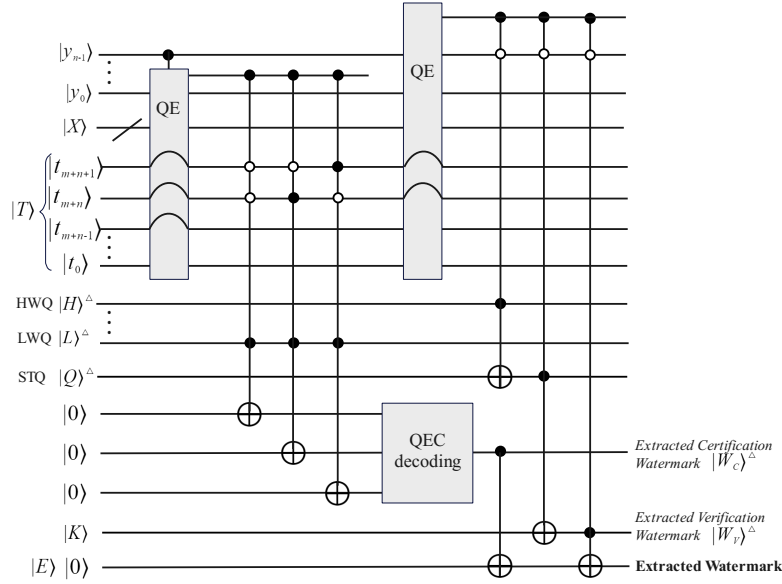 |y_{n-1}⟩
|y_0⟩
|X⟩
|T⟩
|t_{m+n+1}⟩
|t_{m+n}⟩
|t_{m+n-1}⟩
|t_0⟩
QE
QE
HWQ |H⟩^△
LWQ |L⟩^△
STQ |Q⟩^△
|0⟩
|0⟩
|0⟩
QEC
decoding
Extracted Certification
Watermark |W_C⟩^△
|K⟩
Extracted Verification
Watermark |W_V⟩^△
|E⟩ |0⟩
Extracted Watermark